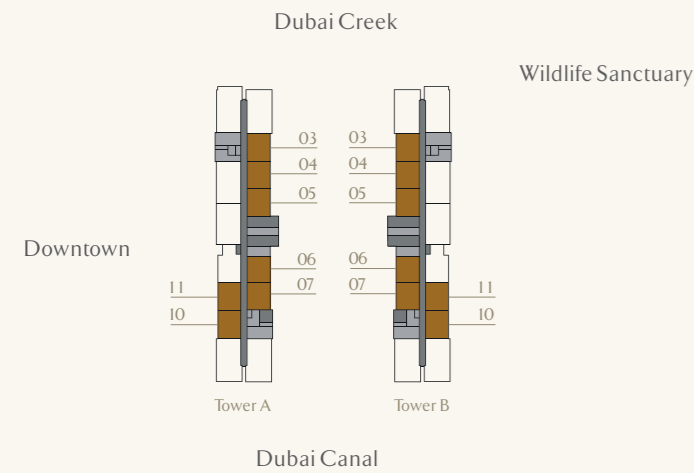 Dubai Creek
Wildlife Sanctuary
03 03
04 04
05 05
Downtown
06 06
07 07
11 11
10 10
Tower A Tower B
Dubai Canal